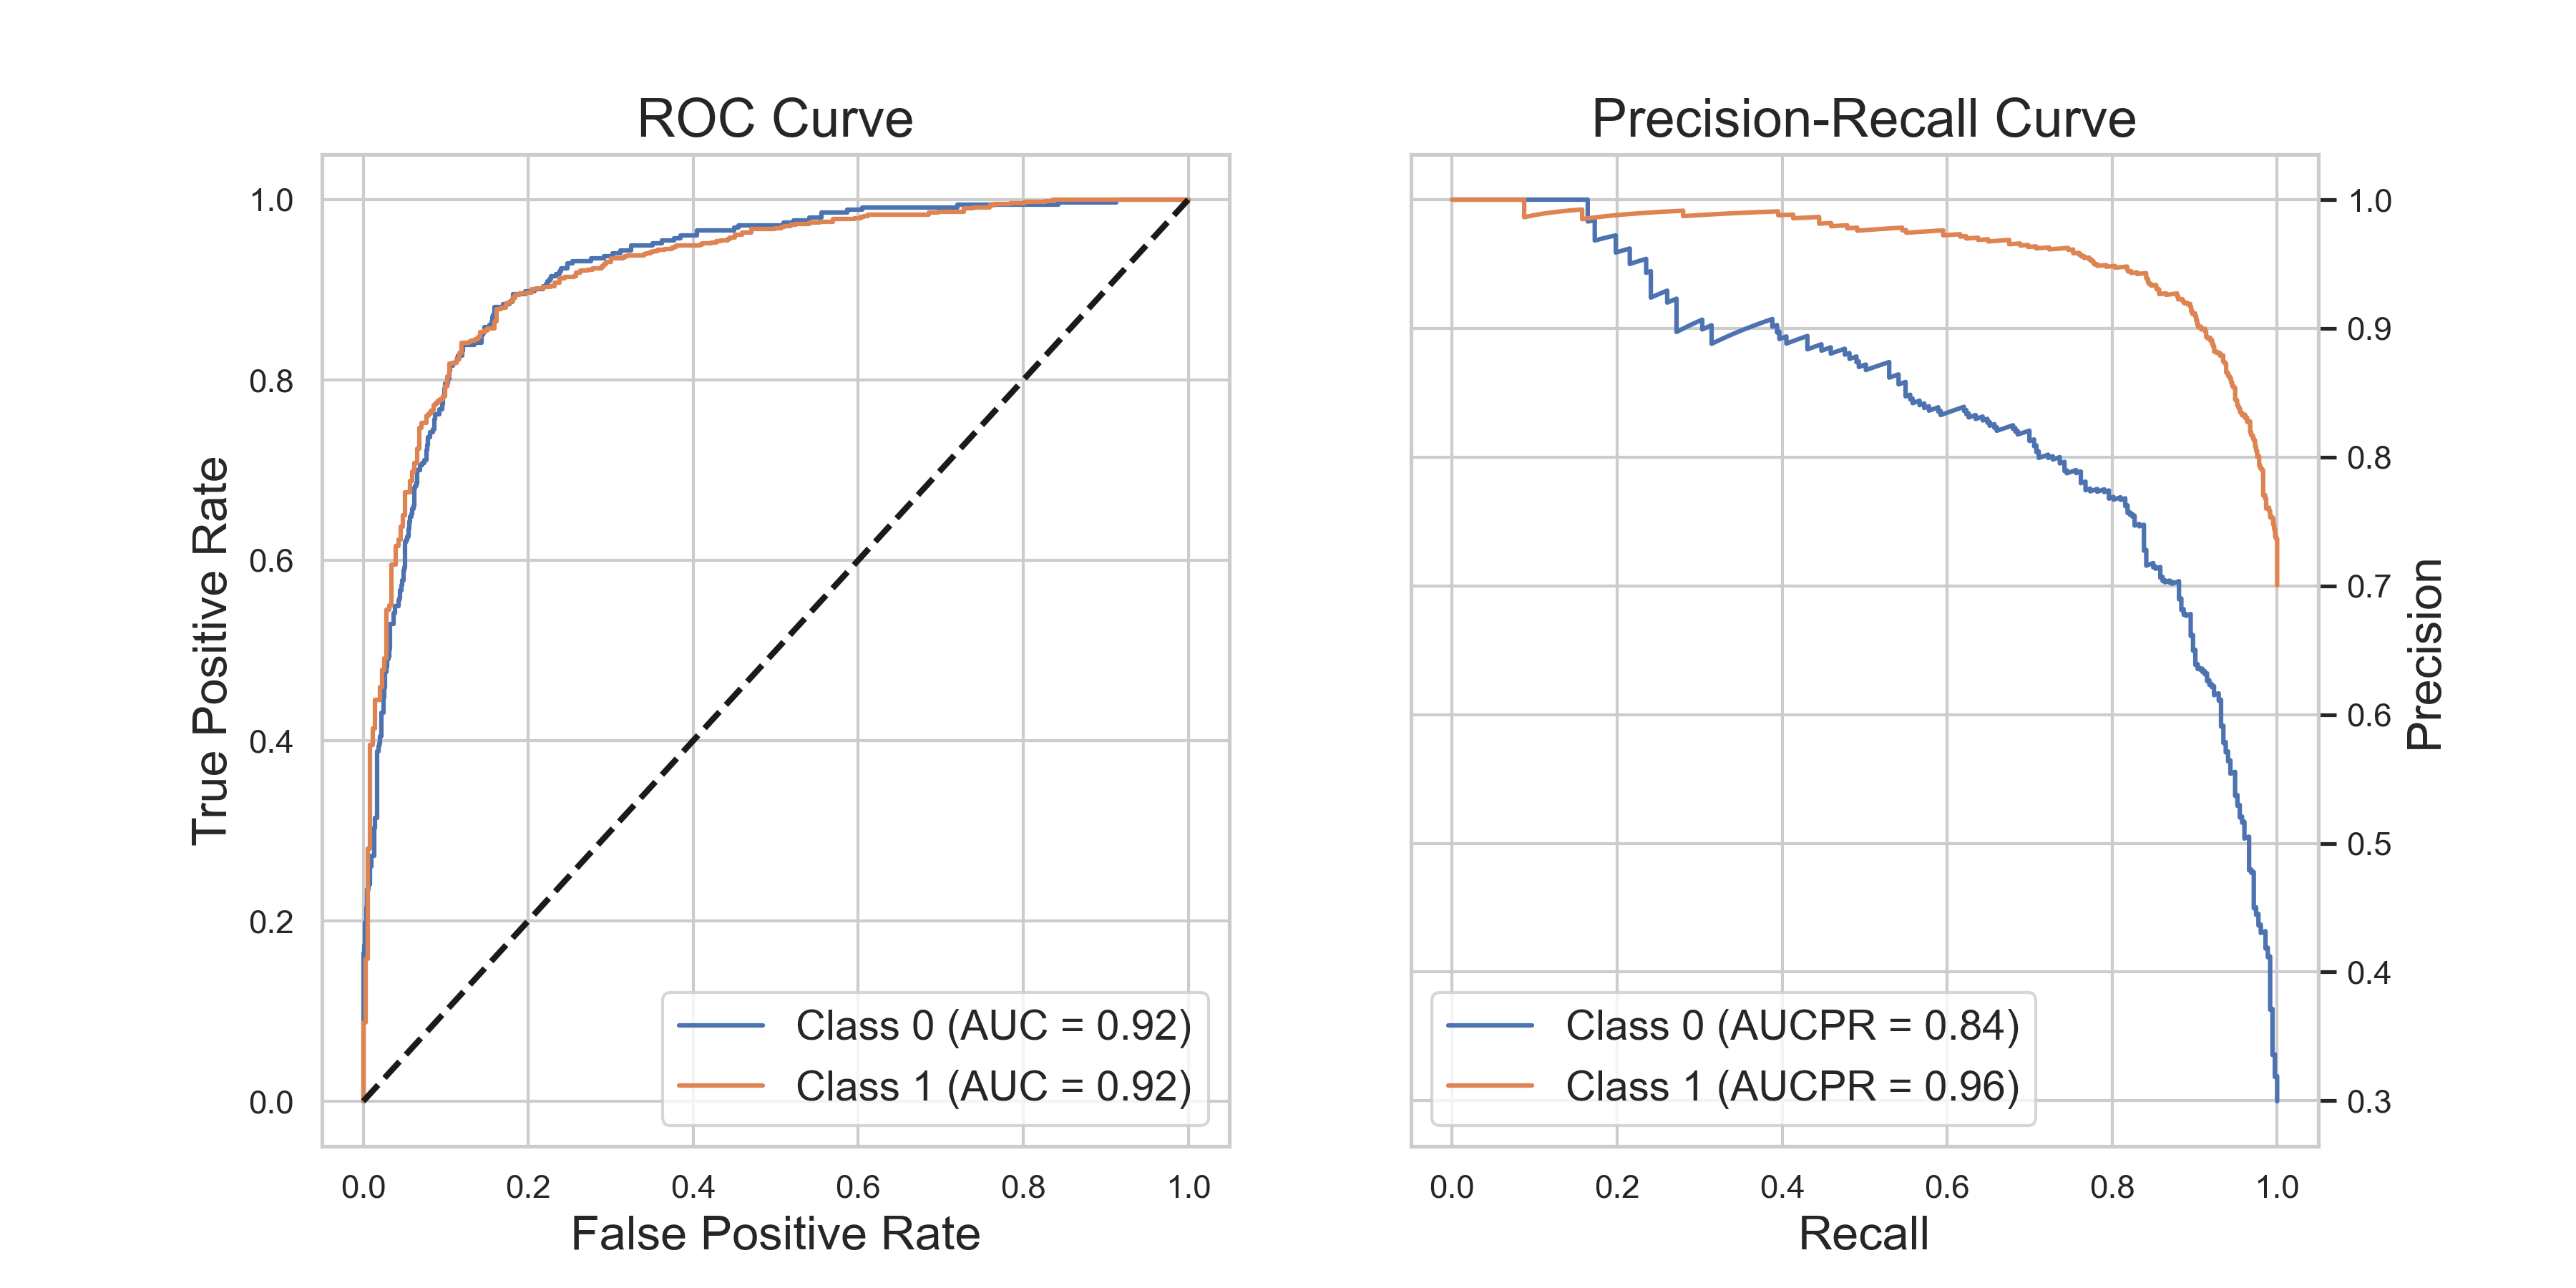 ROC Curve
True Positive Rate
1.0
0.8
0.6
0.4
0.2
0.0
0.0 0.2 0.4 0.6 0.8 1.0
False Positive Rate
Class 0 (AUC = 0.92)
Class 1 (AUC = 0.92)
Precision-Recall Curve
1.0
0.9
0.8
0.7
0.6
0.5
0.4
0.3
Precision
0.0 0.2 0.4 0.6 0.8 1.0
Recall
Class 0 (AUCPR = 0.84)
Class 1 (AUCPR = 0.96)